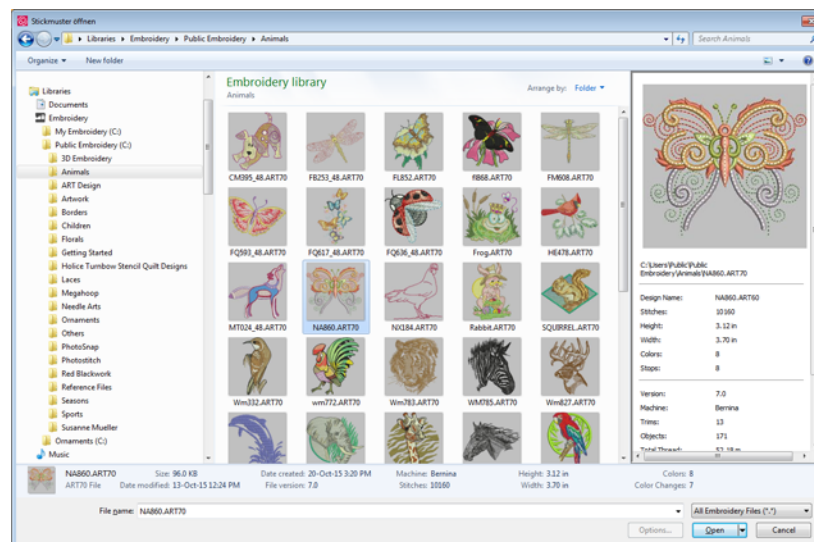 Stickmuster öffnen
Libraries Embroidery Public Embroidery Animals
Search Animals
Organize New folder
Libraries
Documents
Embroidery
My Embroidery (C:)
Public Embroidery (C:)
3D Embroidery
Animals
ART Design
Artwork
Borders
Children
Florals
Getting Started
Holice Turnbow Stencil Quilt Designs
Laces
Megahoop
Needle Arts
Ornaments
Others
PhotoSnap
Photostitch
Red Blackwork
Reference Files
Seasons
Sports
Susanne Mueller
Ornaments (C:)
Music
Embroidery library
Animals
Arrange by: Folder
CM395_48.ART70 FB253_48.ART70 FL852.ART70 fl868.ART70 FM608.ART70
FQ593_48.ART70 FQ617_48.ART70 FQ636_48.ART70 Frog.ART70 HE478.ART70
MT024_48.ART70 NA860.ART70 NX184.ART70 Rabbit.ART70 SQUIRREL.ART70
Wm332.ART70 wm772.ART70 Wm783.ART70 WM785.ART70 Wm827.ART70
C:\Users\Public\Public
Embroidery\Animals\NA860.ART70
Design Name: NA860.ART60
Stitches: 10160
Height: 3.12 in
Width: 3.70 in
Colors: 8
Stops: 8
Version: 7.0
Machine: Bernina
Trims: 13
Objects: 171
Total Thread: 52.18 m
NA860.ART70 Size: 96.0 KB Date created: 20-Oct-15 3:20 PM Machine: Bernina Height: 3.12 in Colors: 8
ART70 File Date modified: 13-Oct-15 12:24 PM File version: 7.0 Stitches: 10160 Width: 3.70 in Color Changes: 7
File name: NA860.ART70 All Embroidery Files (*.*)
Options... Open Cancel